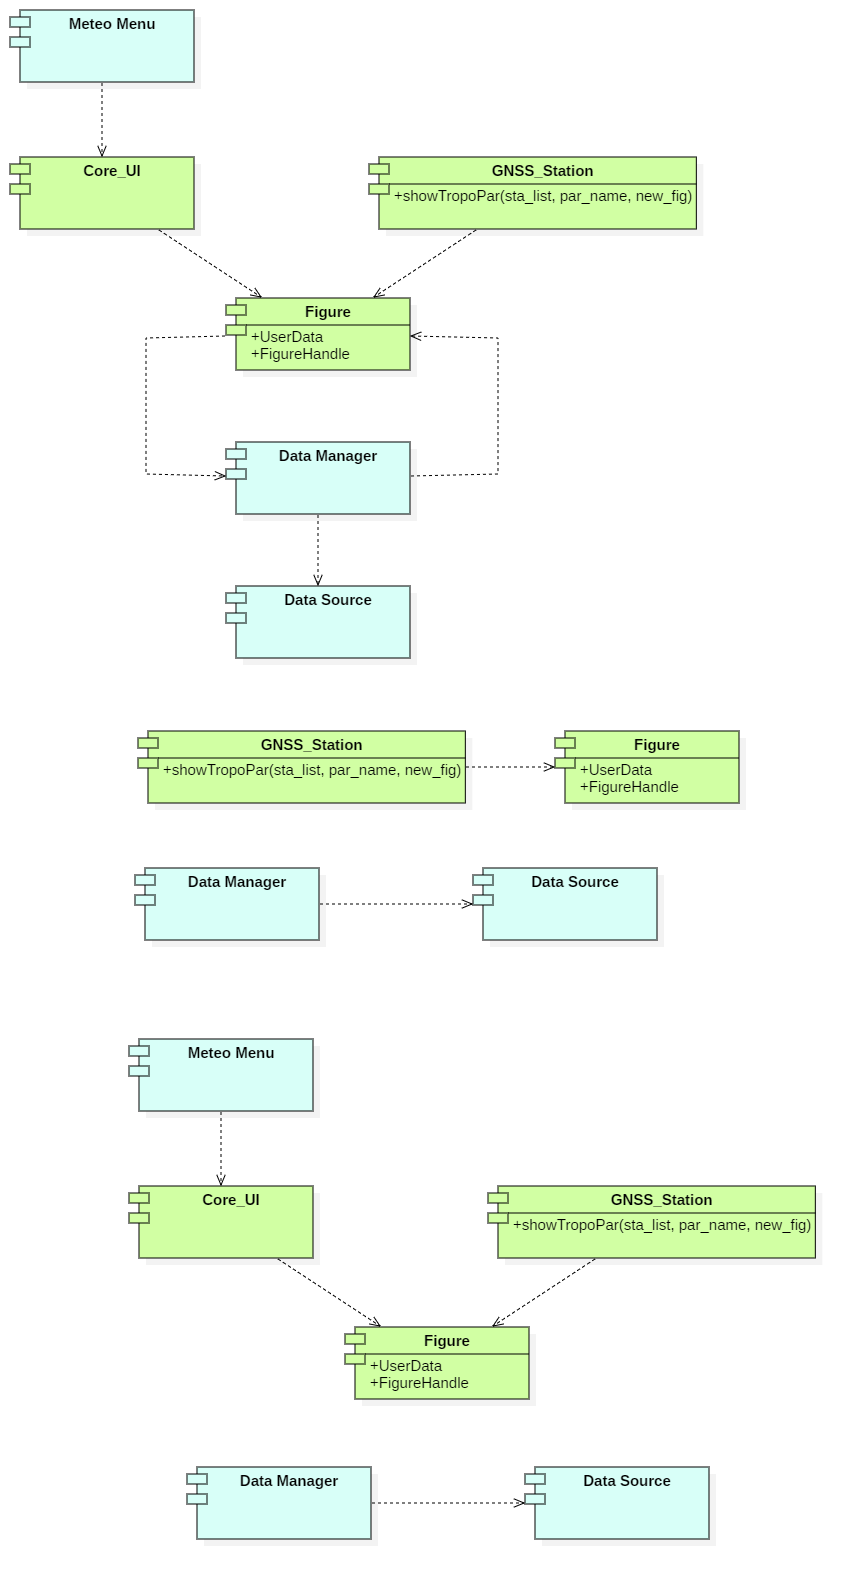 Meteo Menu
Core_UI
GNSS_Station
+showTropoPar(sta_list, par_name, new_fig)
Figure
+UserData
+FigureHandle
Data Manager
Data Source
GNSS_Station
+showTropoPar(sta_list, par_name, new_fig)
Figure
+UserData
+FigureHandle
Data Manager
Data Source
Meteo Menu
Core_UI
GNSS_Station
+showTropoPar(sta_list, par_name, new_fig)
Figure
+UserData
+FigureHandle
Data Manager
Data Source